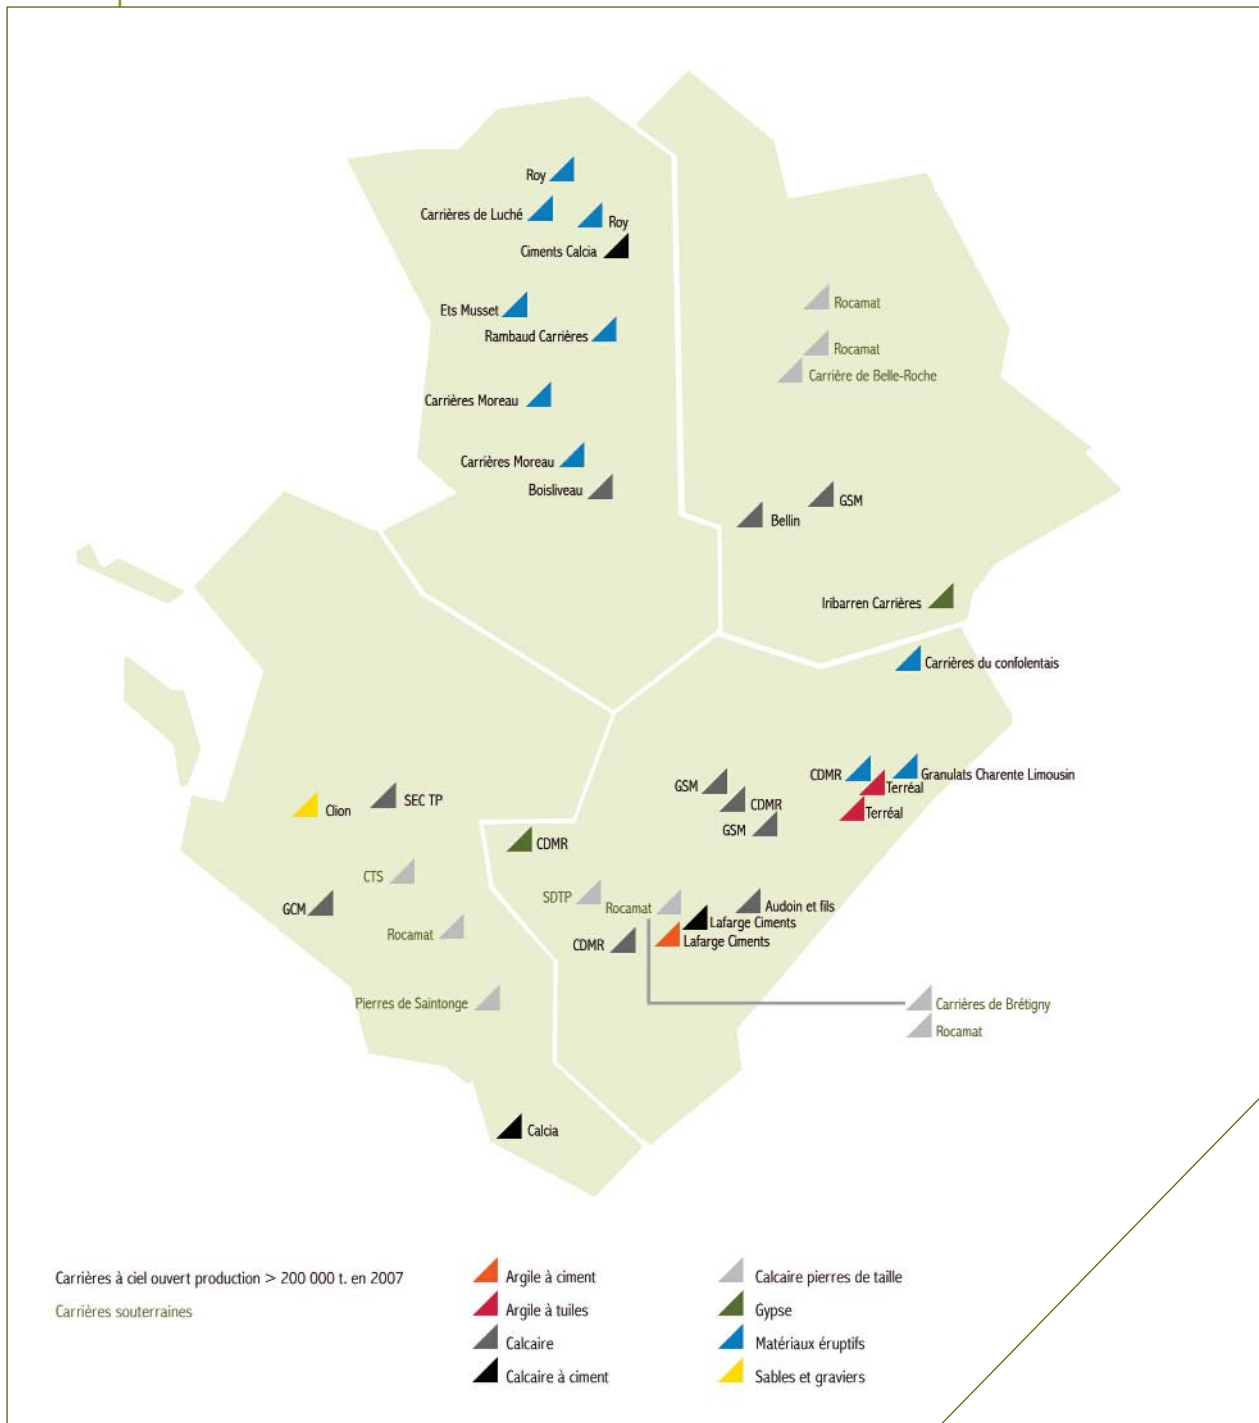 Roy
Carrières de Luché
Roy
Ciments Calcia
Ets Musset
Rambaud Carrières
Carrières Moreau
Carrières Moreau
Boisliveau
Rocamat
Rocamat
Carrière de Belle-Roche
GSM
Bellin
Iribarren Carrières
Carrières du confolentais
CDMR
Granulats Charente Limousin
Terréal
Terréal
GSM
CDMR
GSM
Clion
SEC TP
CDMR
CTS
GCM
Rocamat
SDTP
Rocamat
Audoin et fils
Lafarge Ciments
Lafarge Ciments
CDMR
Pierres de Saintonge
Carrières de Brétigny
Rocamat
Calcia
Carrières à ciel ouvert production > 200 000 t. en 2007
Carrières souterraines
Argile à ciment
Argile à tuiles
Calcaire
Calcaire à ciment
Calcaire pierres de taille
Gypse
Matériaux éruptifs
Sables et graviers